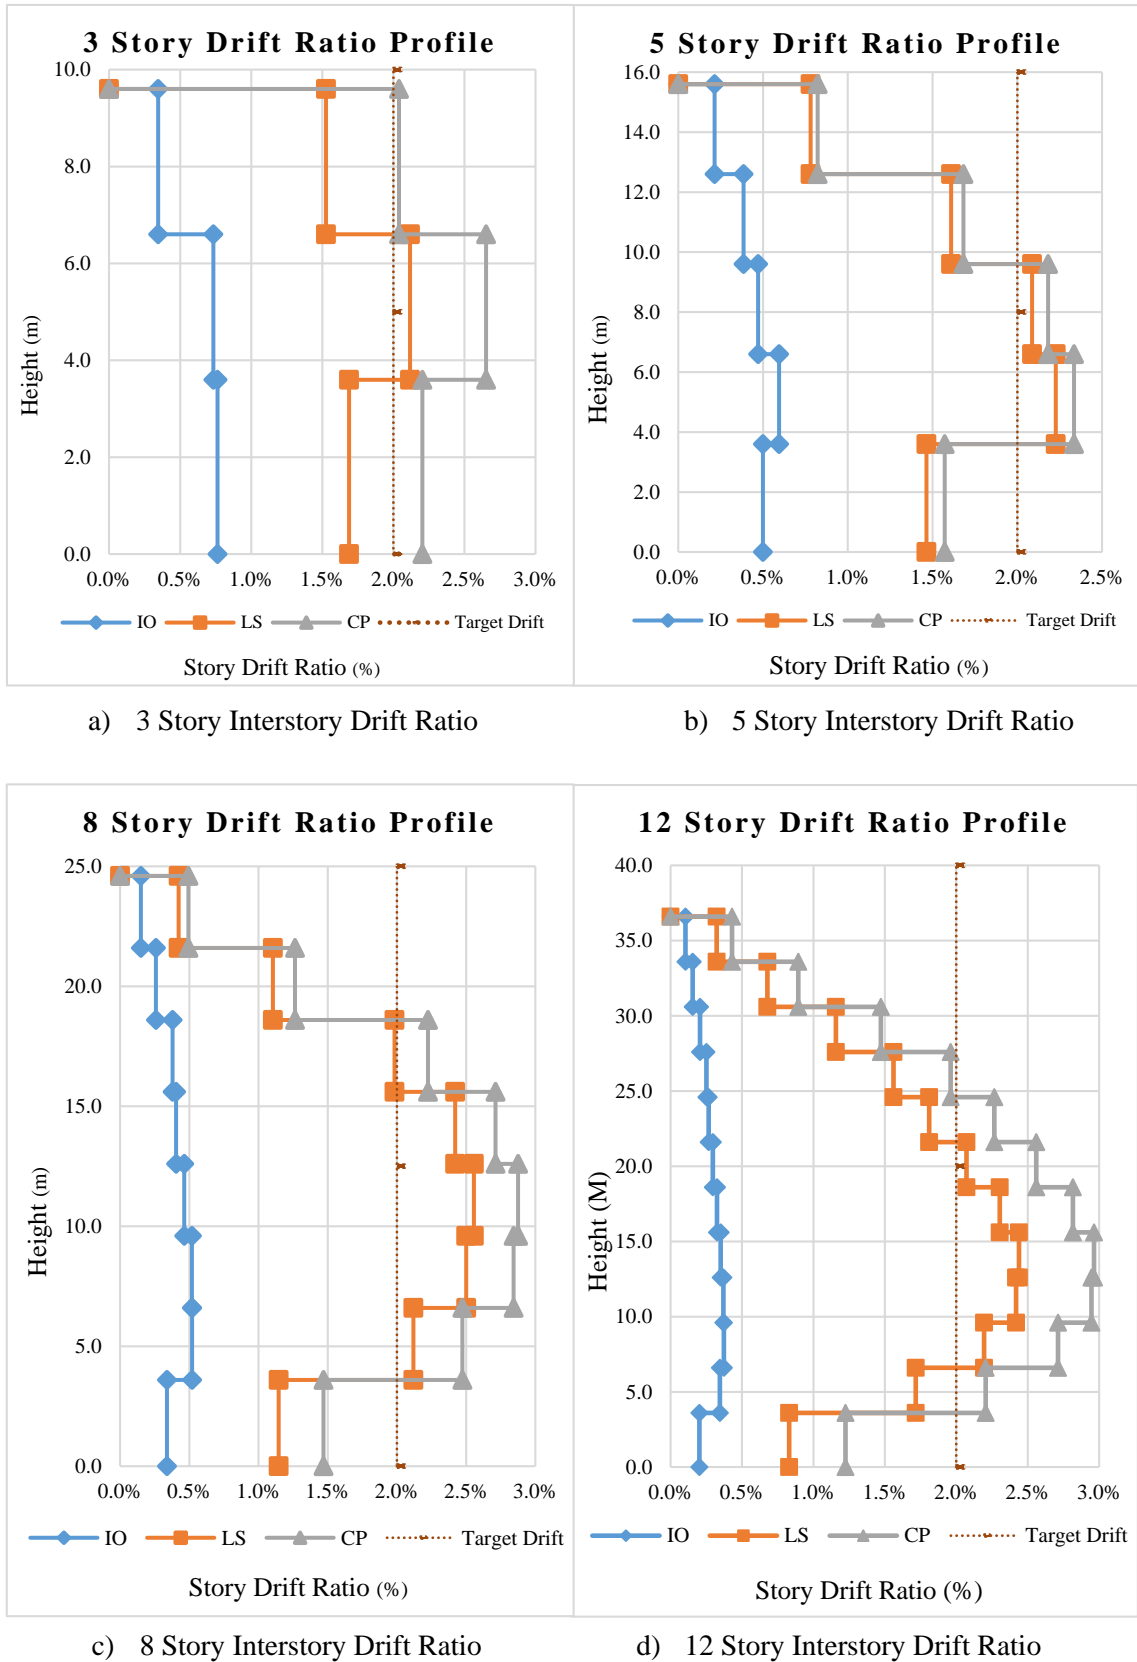 3 Story Drift Ratio Profile
10.0
8.0
6.0
4.0
2.0
0.0
Height (m)
0.0% 0.5% 1.0% 1.5% 2.0% 2.5% 3.0%
IO LS CP Target Drift
Story Drift Ratio (%)
a) 3 Story Interstory Drift Ratio
5 Story Drift Ratio Profile
16.0
14.0
12.0
10.0
8.0
6.0
4.0
2.0
0.0
Height (m)
0.0% 0.5% 1.0% 1.5% 2.0% 2.5%
IO LS CP Target Drift
Story Drift Ratio (%)
b) 5 Story Interstory Drift Ratio
8 Story Drift Ratio Profile
25.0
20.0
15.0
10.0
5.0
0.0
Height (m)
0.0% 0.5% 1.0% 1.5% 2.0% 2.5% 3.0%
IO LS CP Target Drift
Story Drift Ratio (%)
c) 8 Story Interstory Drift Ratio
12 Story Drift Ratio Profile
40.0
35.0
30.0
25.0
20.0
15.0
10.0
5.0
0.0
Height (M)
0.0% 0.5% 1.0% 1.5% 2.0% 2.5% 3.0%
IO LS CP Target Drift
Story Drift Ratio (%)
d) 12 Story Interstory Drift Ratio